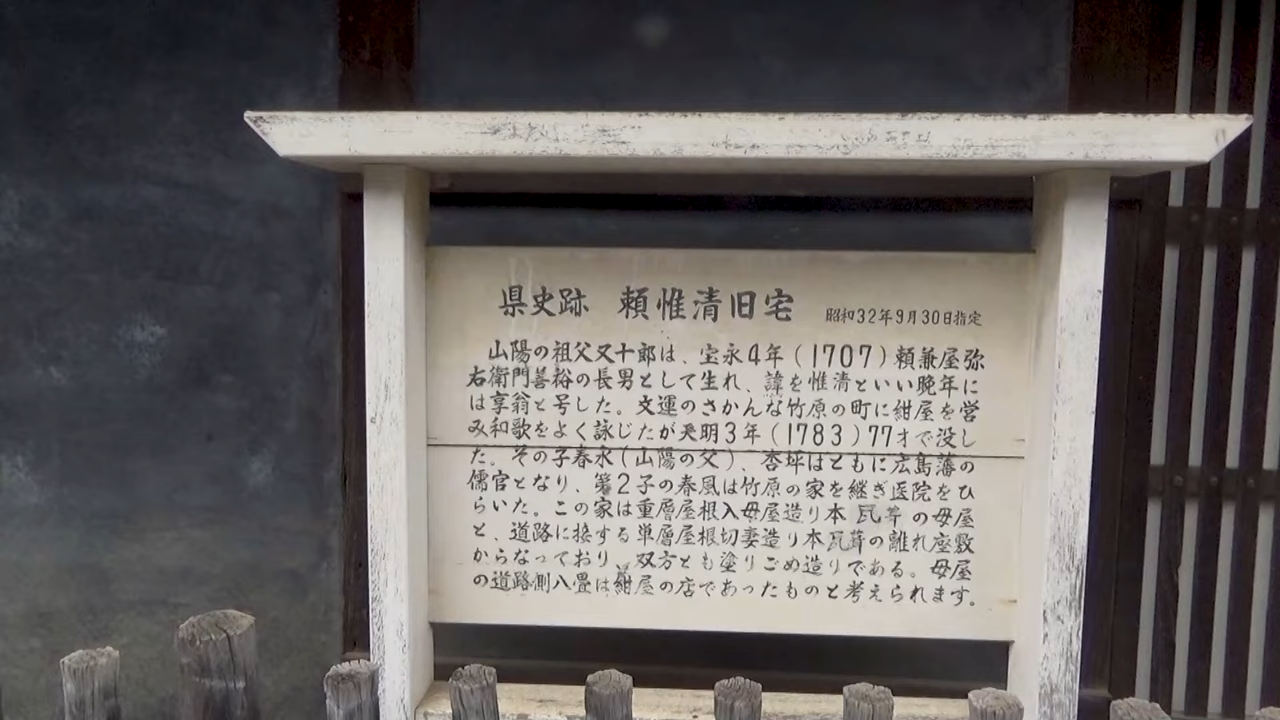 県史跡 頼惟清旧宅 昭和32年9月30日指定
山陽の祖父又十郎は、宝永4年(1707)頼兼屋弥
右衛門善裕の長男として生れ、諱を惟清といい晩年に
は享翁と号した。文運のさかんな竹原の町に紺屋を営
み和歌をよく詠じたが天明3年(1783)77才で没し
た。その子春水(山陽の父)、杏坪はともに広島藩の
儒官となり、第2子の春風は竹原の家を継ぎ医院をひ
らいた。この家は重層屋根入母屋造り本瓦葺の母屋
と、道路に接する単層屋根切妻造り本瓦葺の離れ座敷
からなっており、双方とも塗りごめ造りである。母屋
の道路側八畳は紺屋の店であったものと考えられます。